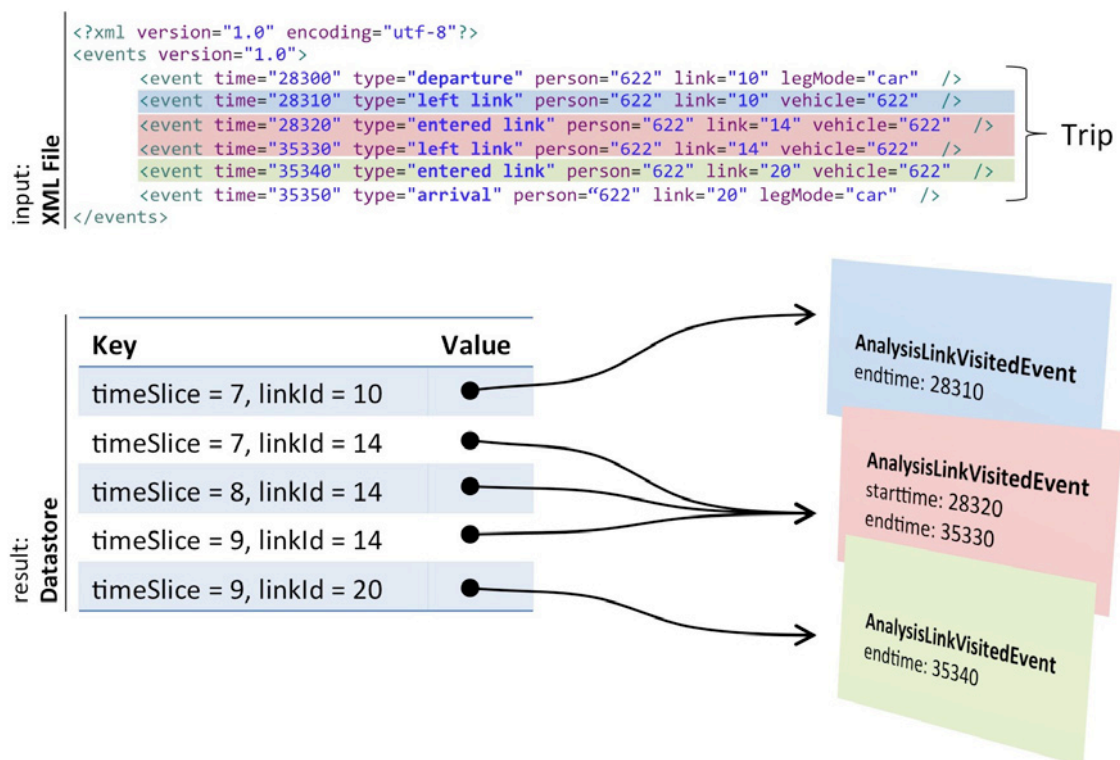 <?xml version="1.0" encoding="utf-8"?>
<events version="1.0">
<event time="28300" type="departure" person="622" link="10" legMode="car" />
<event time="28310" type="left link" person="622" link="10" vehicle="622" />
<event time="28320" type="entered link" person="622" link="14" vehicle="622" />
<event time="35330" type="left link" person="622" link="14" vehicle="622" />
<event time="35340" type="entered link" person="622" link="20" vehicle="622" />
<event time="35350" type="arrival" person=“622" link="20" legMode="car" />
</events>
Trip
input:
XML File
Key Value
timeSlice = 7, linkId = 10
timeSlice = 7, linkId = 14
timeSlice = 8, linkId = 14
timeSlice = 9, linkId = 14
timeSlice = 9, linkId = 20
result:
Datastore
AnalysisLinkVisitedEvent
endtime: 28310
AnalysisLinkVisitedEvent
starttime: 28320
endtime: 35330
AnalysisLinkVisitedEvent
endtime: 35340